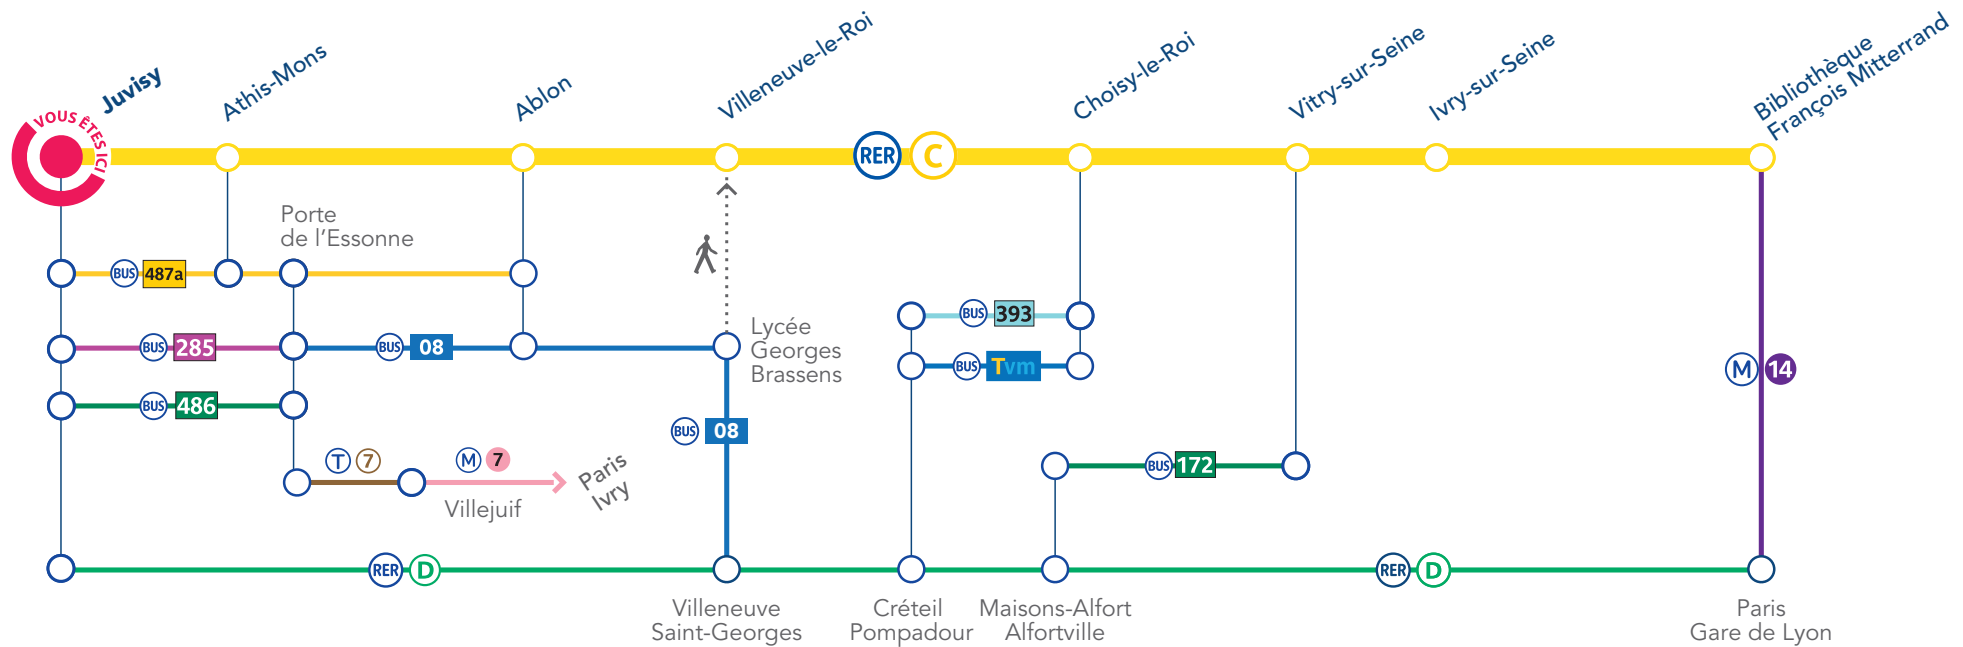 Juvisy
Athis-Mons
Ablon
Villeneuve-le-Roi
Choisy-le-Roi
Vitry-sur-Seine
Ivry-sur-Seine
Bibliothèque
François Mitterrand
VOUS ÊTES ICI
RER C
Porte
de l'Essonne
BUS 487a
BUS 393
BUS 285
BUS 08
Lycée
Georges
Brassens
BUS Tvm
M 14
BUS 486
BUS 08
T 7
M 7
Paris
Ivry
Villejuif
BUS 172
RER D
RER D
Villeneuve
Saint-Georges
Créteil
Pompadour
Maisons-Alfort
Alfortville
Paris
Gare de Lyon